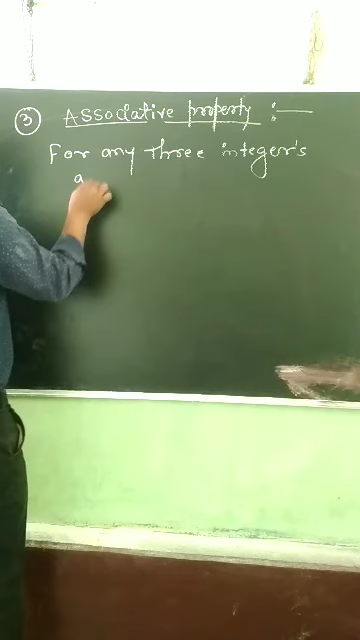 ③ Associative property :—
For any three integer's
a